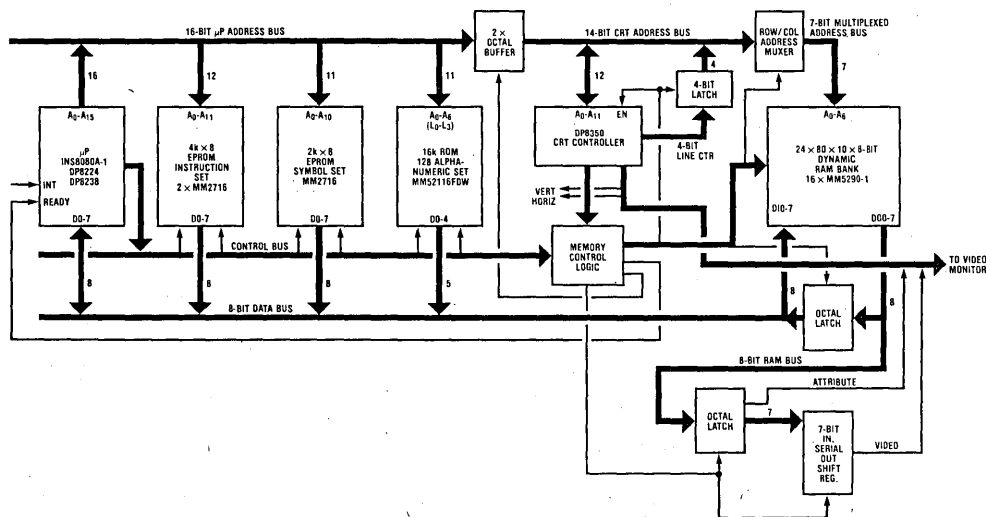 16-BIT µP ADDRESS BUS
2 ×
OCTAL
BUFFER
14-BIT CRT ADDRESS BUS
ROW/COL
ADDRESS
MUXER
7-BIT MULTIPLEXED
ADDRESS BUS
16
12
11
11
12
4
7
4-BIT
LATCH
A0-A15
µP
INS8080A-1
DP8224
DP8238
INT
READY
D0-7
A0-A11
4k × 8
EPROM
INSTRUCTION
SET
2 × MM2716
D0-7
A0-A10
2k × 8
EPROM
SYMBOL SET
MM2716
D0-7
A0-A6
(L0-L3)
16k ROM
128 ALPHA-
NUMERIC SET
MM52116FDW
D0-4
A0-A11
EN
DP8350
CRT CONTROLLER
4-BIT
LINE CTR
A0-A6
24 × 80 × 10 × 8-BIT
DYNAMIC
RAM BANK
16 × MM5290-1
DI0-7
DO0-7
VERT
HORIZ
CONTROL BUS
MEMORY
CONTROL
LOGIC
TO VIDEO
MONITOR
8
8
8
5
8
8
8-BIT DATA BUS
OCTAL
LATCH
8-BIT RAM BUS
ATTRIBUTE
OCTAL
LATCH
7
7-BIT
IN,
SERIAL
OUT
SHIFT
REG.
VIDEO